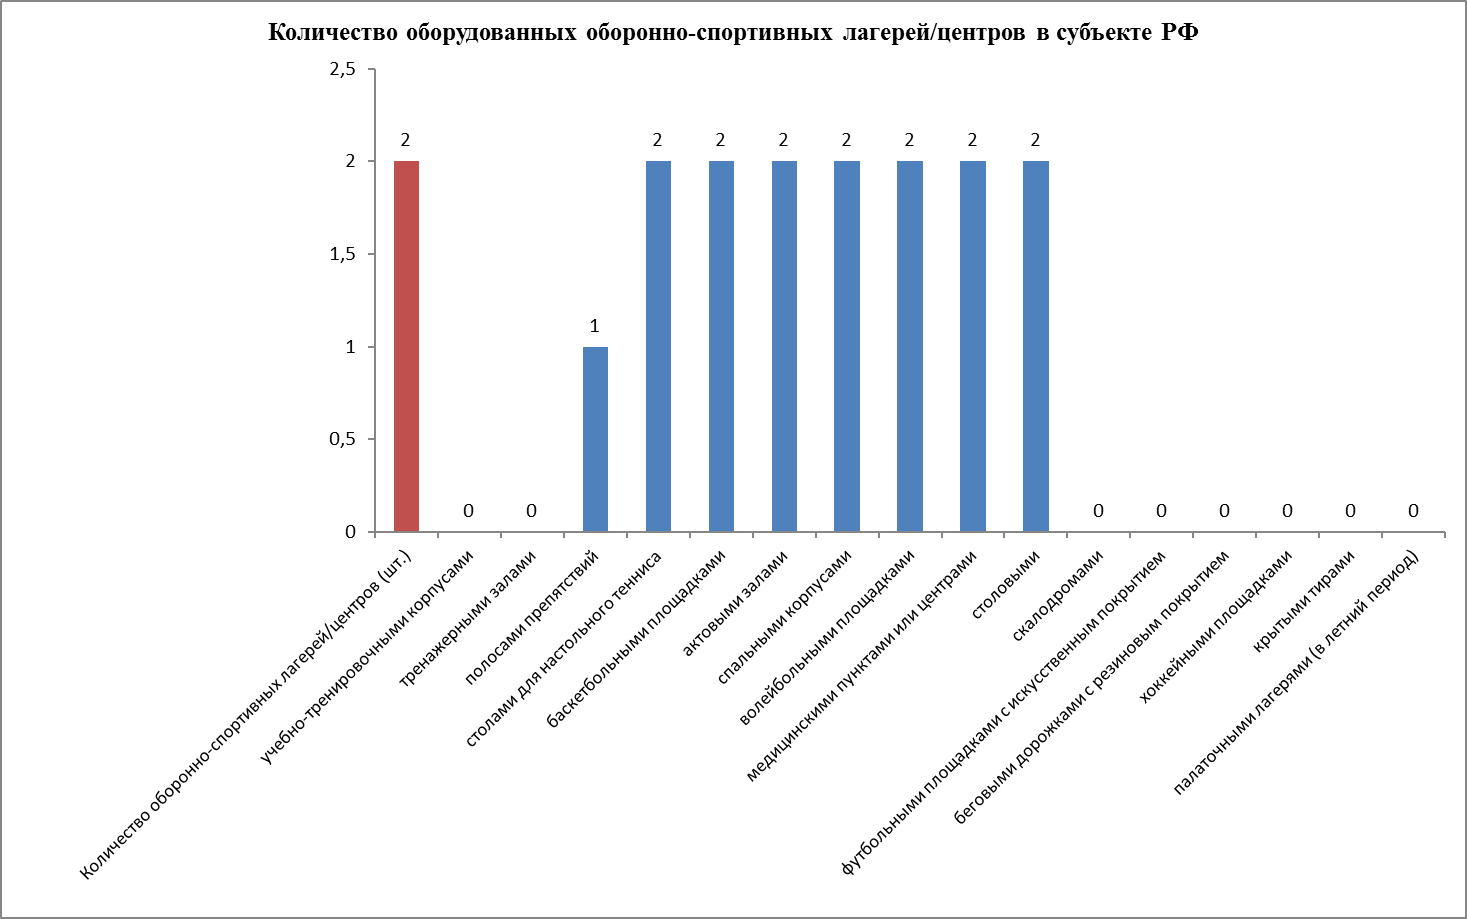 Количество оборудованных оборонно-спортивных лагерей/центров в субъекте РФ
2,5
2
1,5
1
0,5
0
2
0
0
1
2
2
2
2
2
2
2
0
0
0
0
0
0
Количество оборонно-спортивных лагерей/центров (шт.)
учебно-тренировочными корпусами
тренажерными залами
полосами препятствий
столами для настольного тенниса
баскетбольными площадками
актовыми залами
спальными корпусами
волейбольными площадками
медицинскими пунктами или центрами
столовыми
скалодромами
футбольными площадками с искусственным покрытием
беговыми дорожками с резиновым покрытием
хоккейными площадками
крытыми тирами
палаточными лагерями (в летний период)